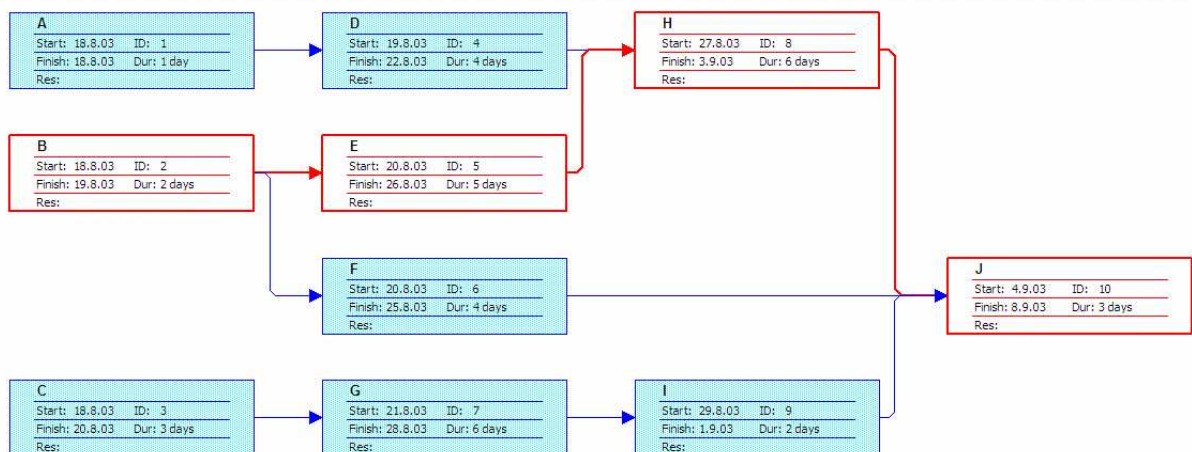 A
Start: 18.8.03 ID: 1
Finish: 18.8.03 Dur: 1 day
Res:
D
Start: 19.8.03 ID: 4
Finish: 22.8.03 Dur: 4 days
Res:
H
Start: 27.8.03 ID: 8
Finish: 3.9.03 Dur: 6 days
Res:
B
Start: 18.8.03 ID: 2
Finish: 19.8.03 Dur: 2 days
Res:
E
Start: 20.8.03 ID: 5
Finish: 26.8.03 Dur: 5 days
Res:
F
Start: 20.8.03 ID: 6
Finish: 25.8.03 Dur: 4 days
Res:
J
Start: 4.9.03 ID: 10
Finish: 8.9.03 Dur: 3 days
Res:
C
Start: 18.8.03 ID: 3
Finish: 20.8.03 Dur: 3 days
Res:
G
Start: 21.8.03 ID: 7
Finish: 28.8.03 Dur: 6 days
Res:
I
Start: 29.8.03 ID: 9
Finish: 1.9.03 Dur: 2 days
Res: